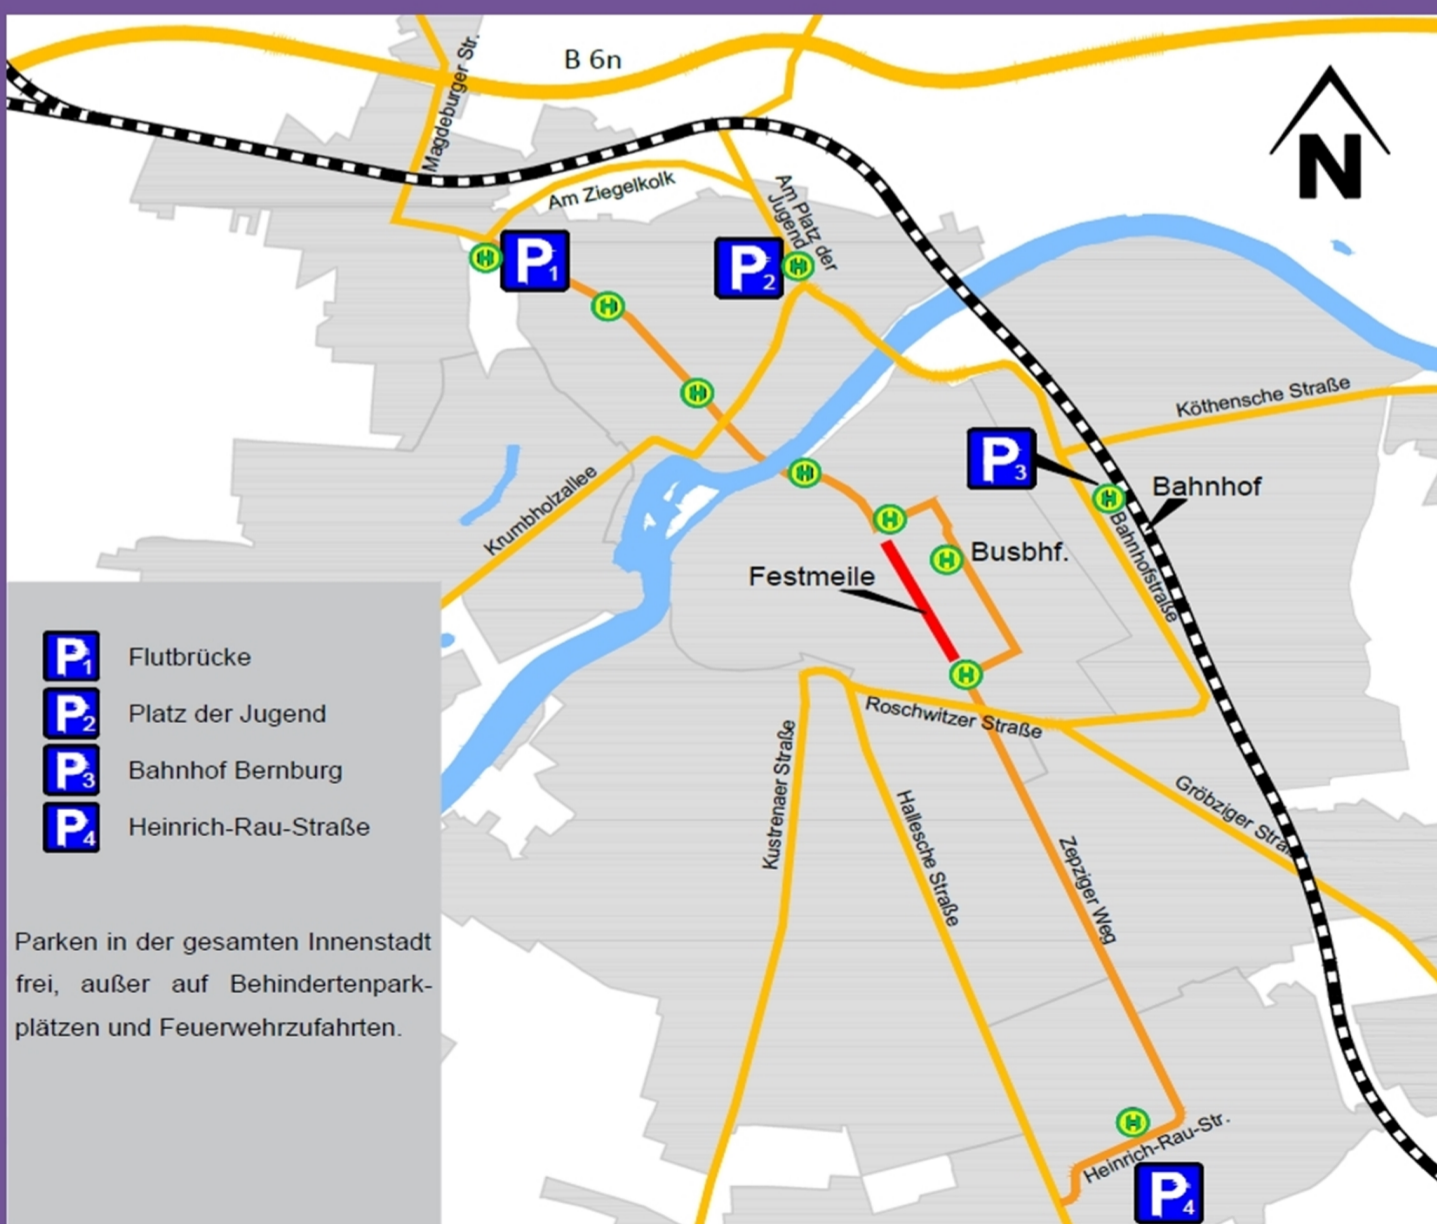 B 6n
Magdeburger Str.
N
Am Ziegelkolk
Am Platz der
Jugend
H
P1
P2
H
H
H
Köthensche Straße
P3
H
H
Bahnhof
Krumbholzallee
H
Bahnhofstraße
H
Busbhf.
Festmeile
H
Roschwitzer Straße
Kustrenaer Straße
Hallesche Straße
Gröbziger Straße
Zepziger Weg
H
Heinrich-Rau-Str.
P4
P1 Flutbrücke
P2 Platz der Jugend
P3 Bahnhof Bernburg
P4 Heinrich-Rau-Straße
Parken in der gesamten Innenstadt
frei, außer auf Behindertenpark-
plätzen und Feuerwehrzufahrten.